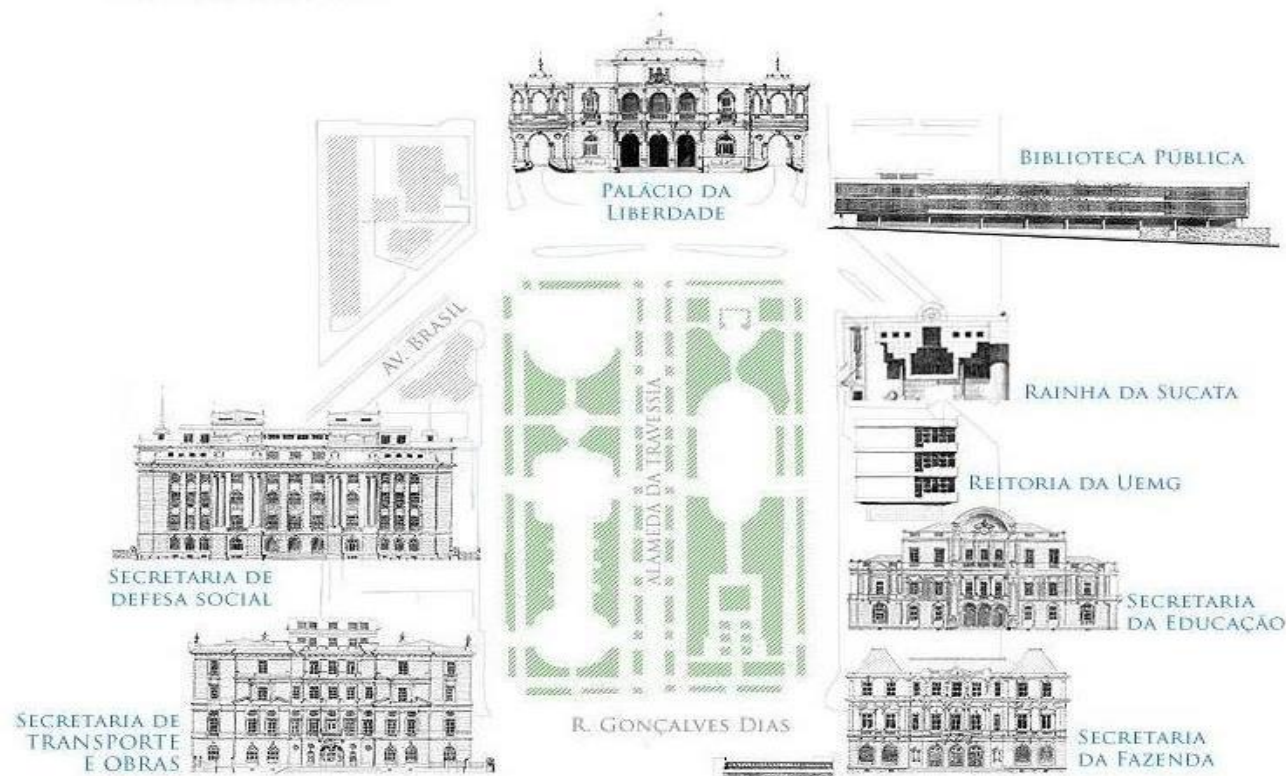 PALÁCIO DA
LIBERDADE
BIBLIOTECA PÚBLICA
AV. BRASIL
ALAMEDA DA TRAVESSIA
RAINHA DA SUCATA
REITORIA DA UEMG
SECRETARIA DE
DEFESA SOCIAL
SECRETARIA
DA EDUCAÇÃO
SECRETARIA DE
TRANSPORTE
E OBRAS
R. GONÇALVES DIAS
SECRETARIA
DA FAZENDA